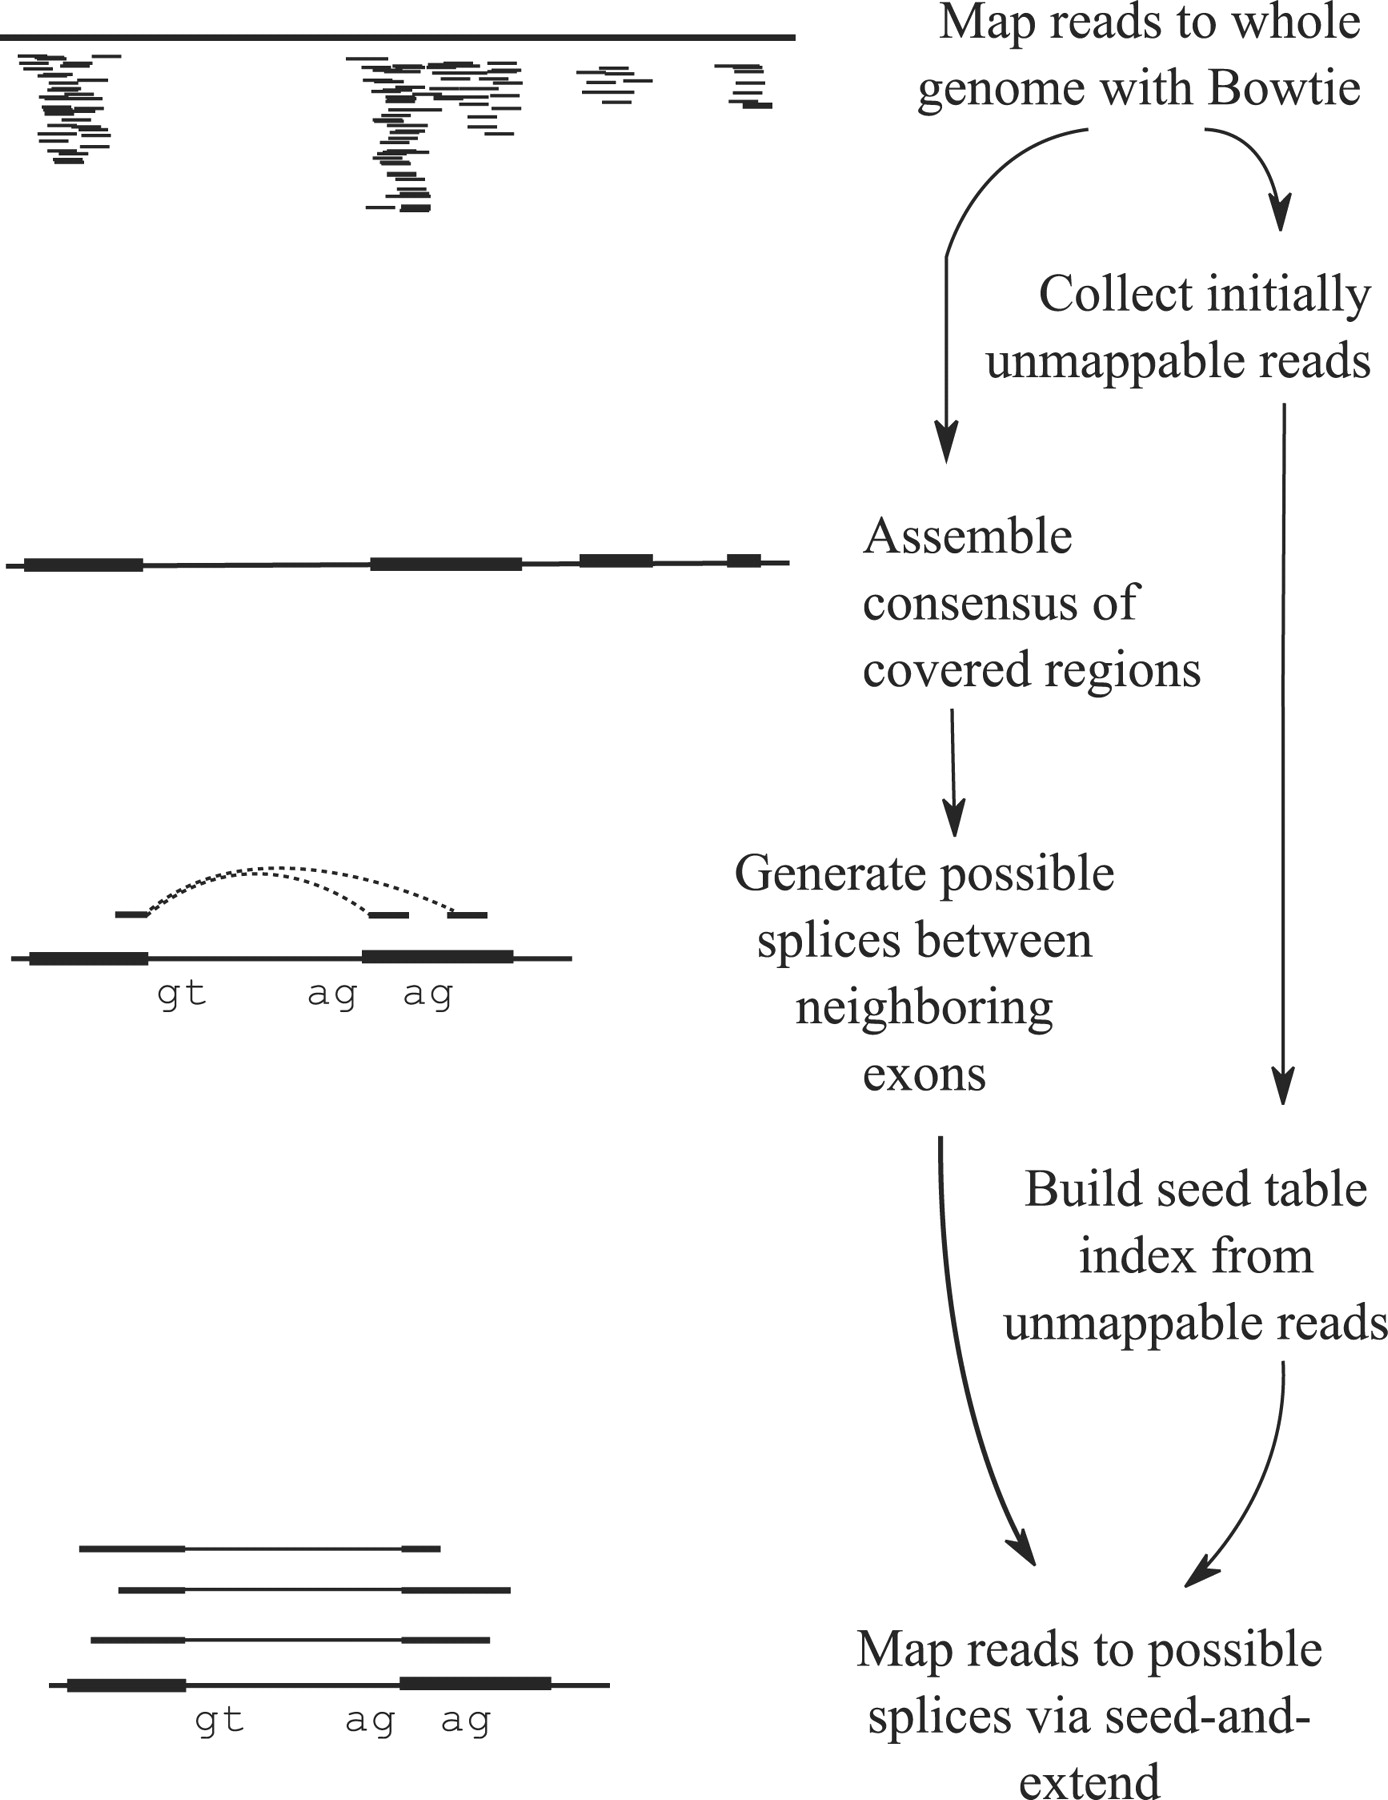 Map reads to whole
genome with Bowtie
Collect initially
unmappable reads
Assemble
consensus of
covered regions
Generate possible
splices between
neighboring
exons
gt ag ag
Build seed table
index from
unmappable reads
Map reads to possible
splices via seed-and-
extend
gt ag ag